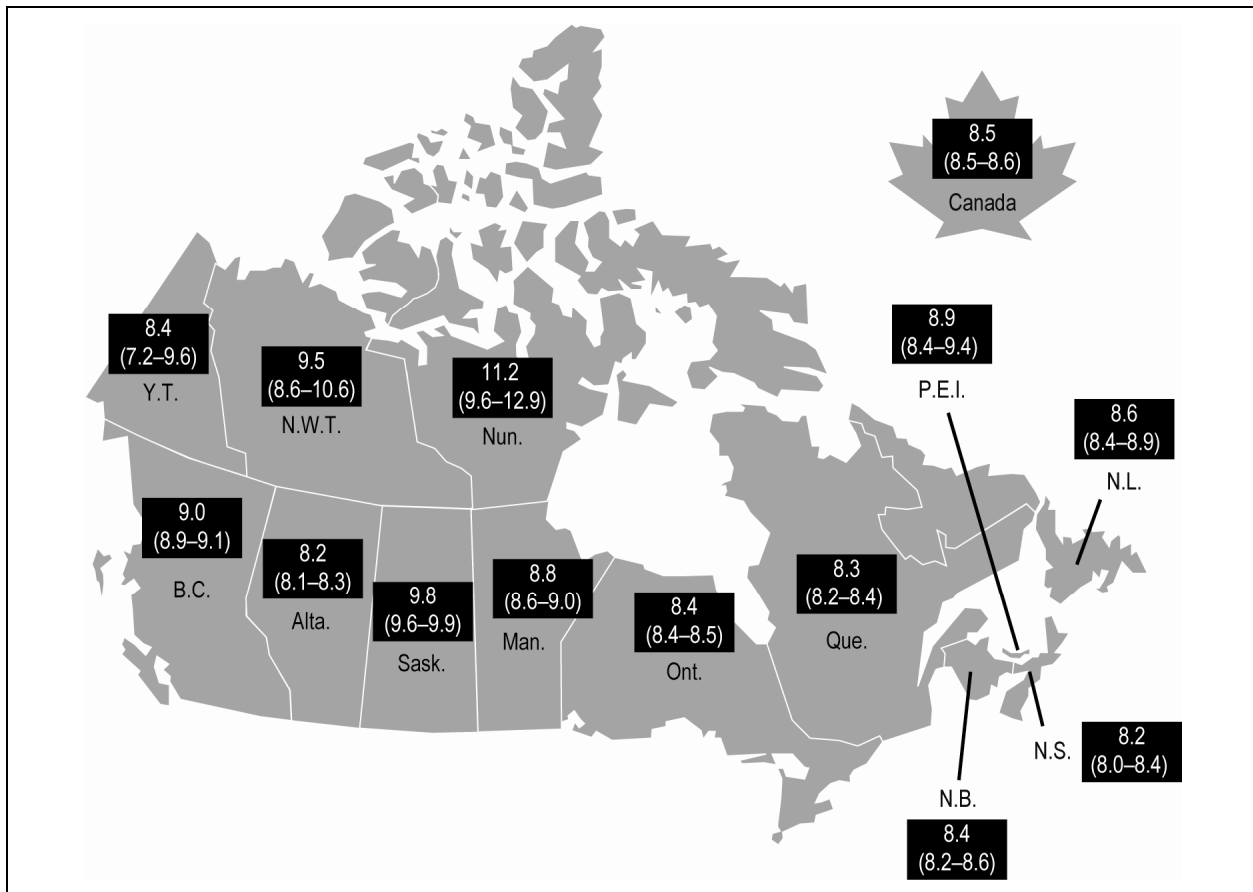 8.5
(8.5–8.6)
Canada
8.4
(7.2–9.6)
Y.T.
9.5
(8.6–10.6)
N.W.T.
11.2
(9.6–12.9)
Nun.
8.9
(8.4–9.4)
P.E.I.
8.6
(8.4–8.9)
N.L.
9.0
(8.9–9.1)
B.C.
8.2
(8.1–8.3)
Alta.
9.8
(9.6–9.9)
Sask.
8.8
(8.6–9.0)
Man.
8.4
(8.4–8.5)
Ont.
8.3
(8.2–8.4)
Que.
N.S.
8.2
(8.0–8.4)
N.B.
8.4
(8.2–8.6)